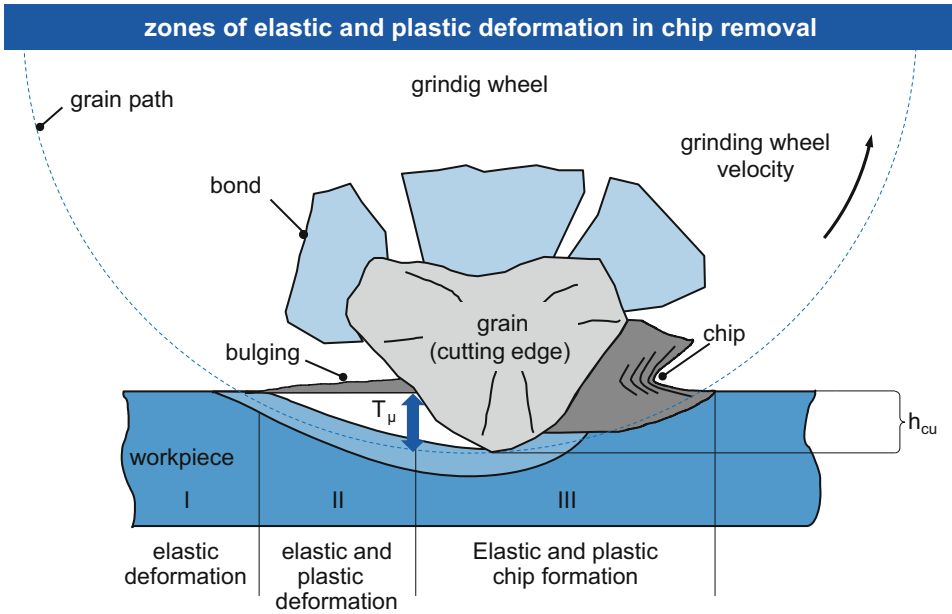 zones of elastic and plastic deformation in chip removal
grain path
grindig wheel
grinding wheel
velocity
bond
grain
(cutting edge)
chip
bulging
Tμ
hcu
workpiece
I
II
III
elastic
deformation
elastic and
plastic
deformation
Elastic and plastic
chip formation